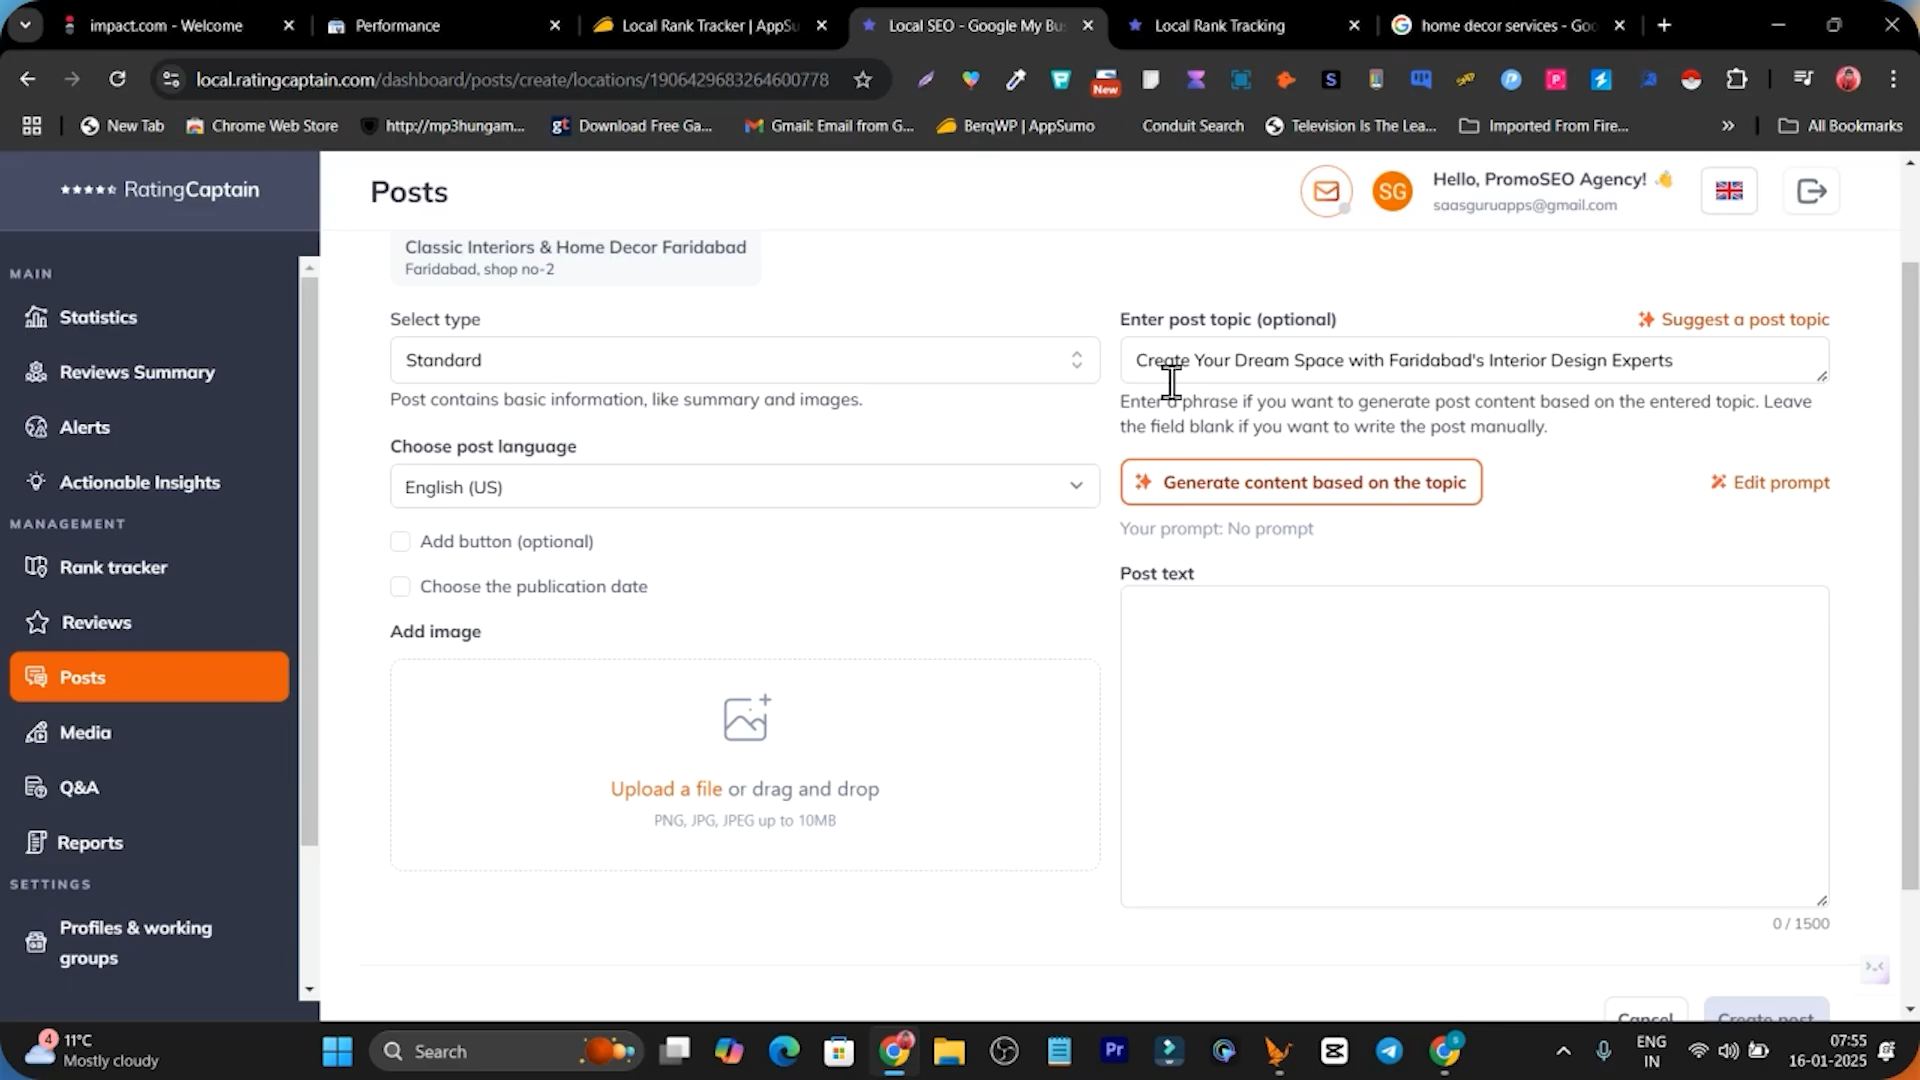 impact.com - Welcome
Performance
Local Rank Tracker | AppSu
Local SEO - Google My Bu
Local Rank Tracking
home decor services - Goo
local.ratingcaptain.com/dashboard/posts/create/locations/1906429683264600778
New
New Tab
Chrome Web Store
http://mp3hungam...
Download Free Ga...
Gmail: Email from G...
BerqWP | AppSumo
Conduit Search
Television Is The Lea...
Imported From Fire...
»
All Bookmarks
RatingCaptain
Posts
SG
Hello, PromoSEO Agency!
saasguruapps@gmail.com
MAIN
Statistics
Reviews Summary
Alerts
Actionable Insights
MANAGEMENT
Rank tracker
Reviews
Posts
Media
Q&A
Reports
SETTINGS
Profiles & working
groups
Classic Interiors & Home Decor Faridabad
Faridabad, shop no-2
Select type
Standard
Post contains basic information, like summary and images.
Choose post language
English (US)
Add button (optional)
Choose the publication date
Add image
Upload a file or drag and drop
PNG, JPG, JPEG up to 10MB
Enter post topic (optional)
Suggest a post topic
Create Your Dream Space with Faridabad's Interior Design Experts
Enter a phrase if you want to generate post content based on the entered topic. Leave
the field blank if you want to write the post manually.
Generate content based on the topic
Edit prompt
Your prompt: No prompt
Post text
0 / 1500
Cancel
Create post
4
11°C
Mostly cloudy
Search
Pr
ENG
IN
07:55
16-01-2025